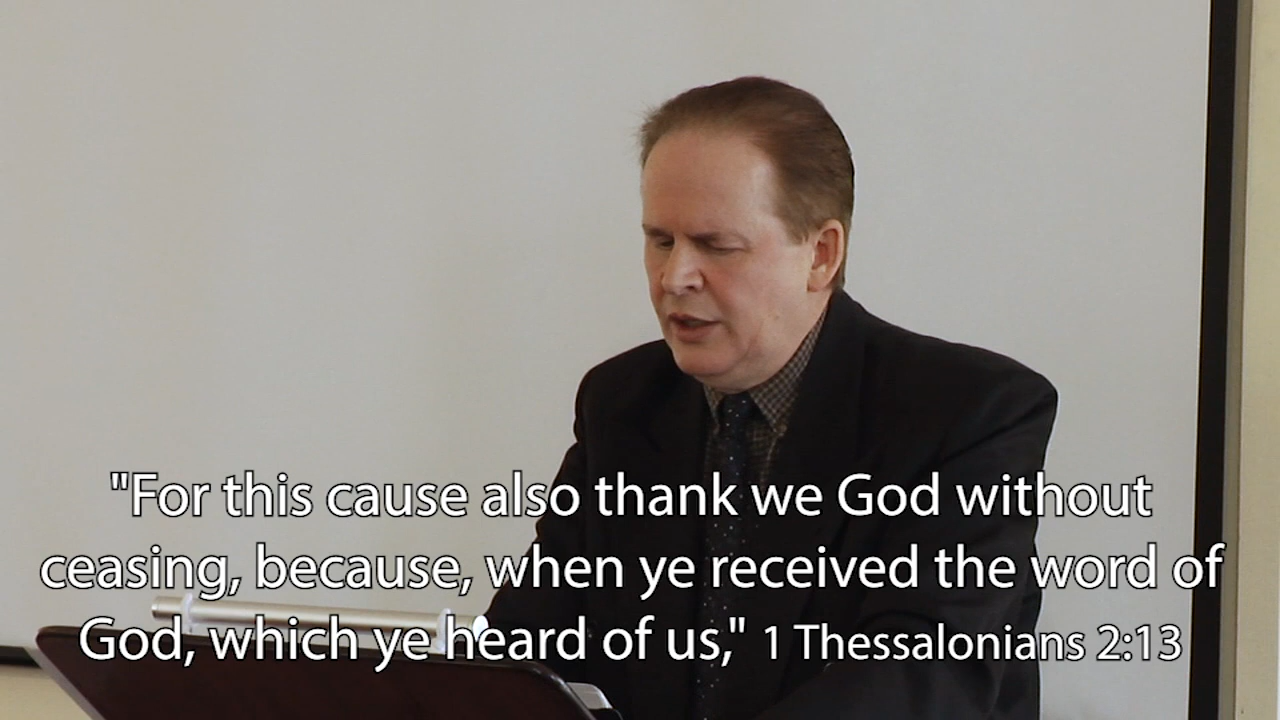 "For this cause also thank we God without
ceasing, because, when ye received the word of
God, which ye heard of us," 1 Thessalonians 2:13